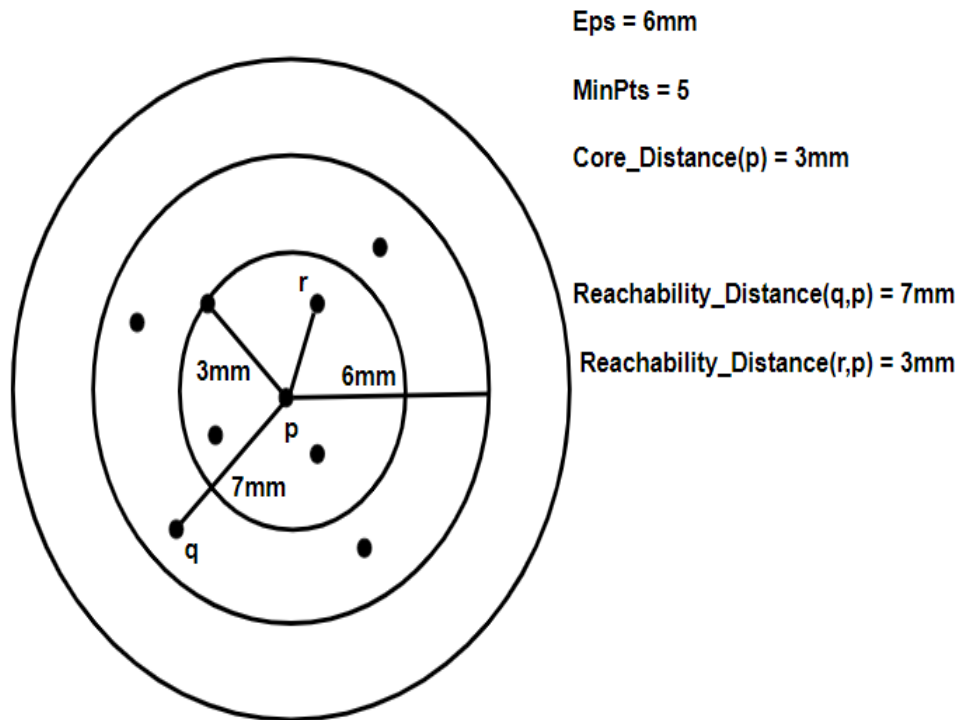 Eps = 6mm
MinPts = 5
Core_Distance(p) = 3mm
Reachability_Distance(q,p) = 7mm
Reachability_Distance(r,p) = 3mm
r
3mm
6mm
p
7mm
q